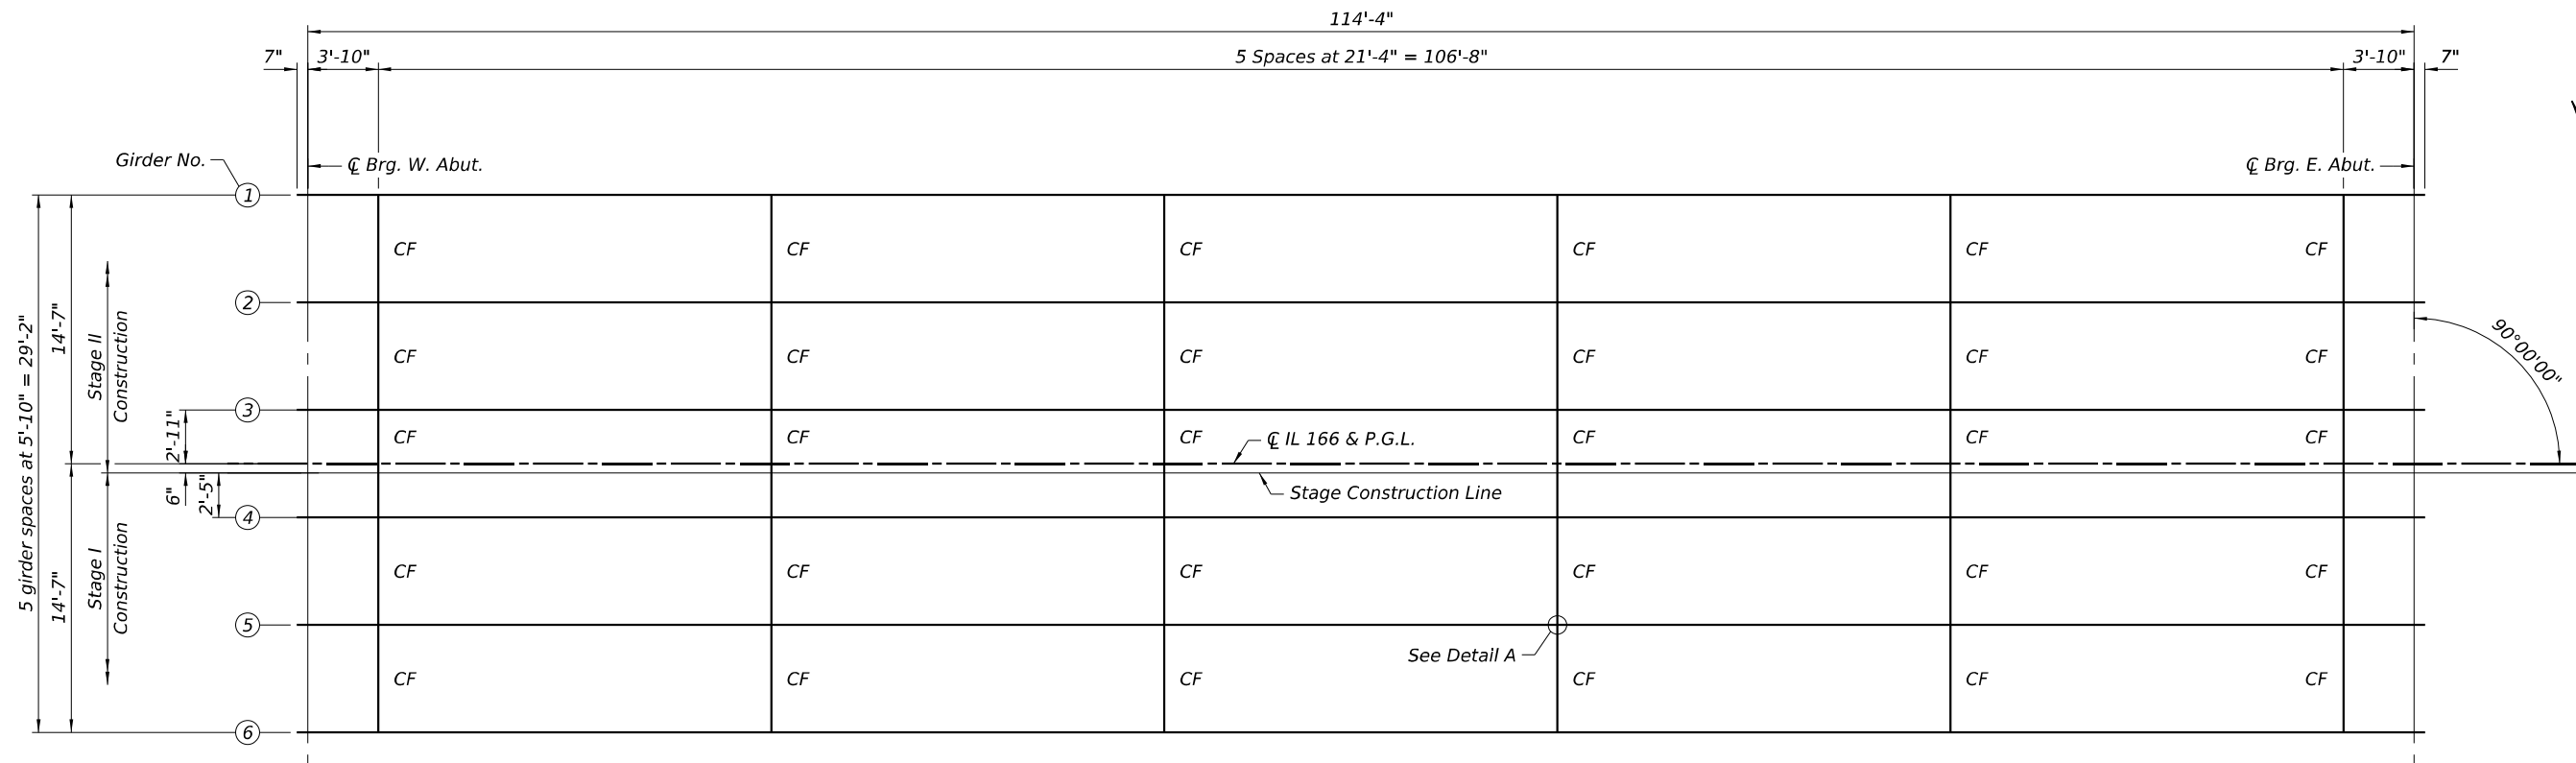 114'-4"
7" 3'-10" 5 Spaces at 21'-4" = 106'-8" 3'-10" 7"
Girder No. ℄ Brg. W. Abut. ℄ Brg. E. Abut.
1
CF CF CF CF CF CF
2
90°00'00"
CF CF CF CF CF CF
3
CF CF CF CF CF CF
℄ IL 166 & P.G.L.
Stage Construction Line
4
CF CF CF CF CF CF
5
See Detail A
CF CF CF CF CF CF
6
5 girder spaces at 5'-10" = 29'-2"
14'-7"
14'-7"
Stage II
Construction
Stage I
Construction
2'-11"
6"
2'-5"